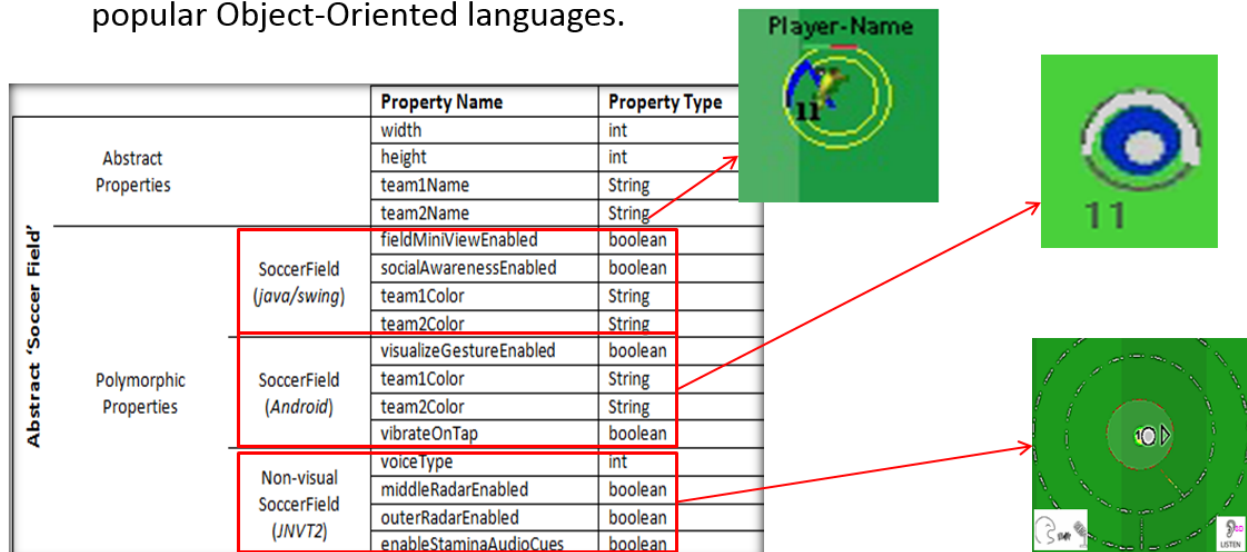 popular Object-Oriented languages.
Player-Name
11
11
Property Name Property Type
Abstract 'Soccer Field'
Abstract
Properties
width int
height int
team1Name String
team2Name String
Polymorphic
Properties
SoccerField
(java/swing)
fieldMiniViewEnabled boolean
socialAwarenessEnabled boolean
team1Color String
team2Color String
SoccerField
(Android)
visualizeGestureEnabled boolean
team1Color String
team2Color String
vibrateOnTap boolean
Non-visual
SoccerField
(JNVT2)
voiceType int
middleRadarEnabled boolean
outerRadarEnabled boolean
enableStaminaAudioCues boolean
LISTEN